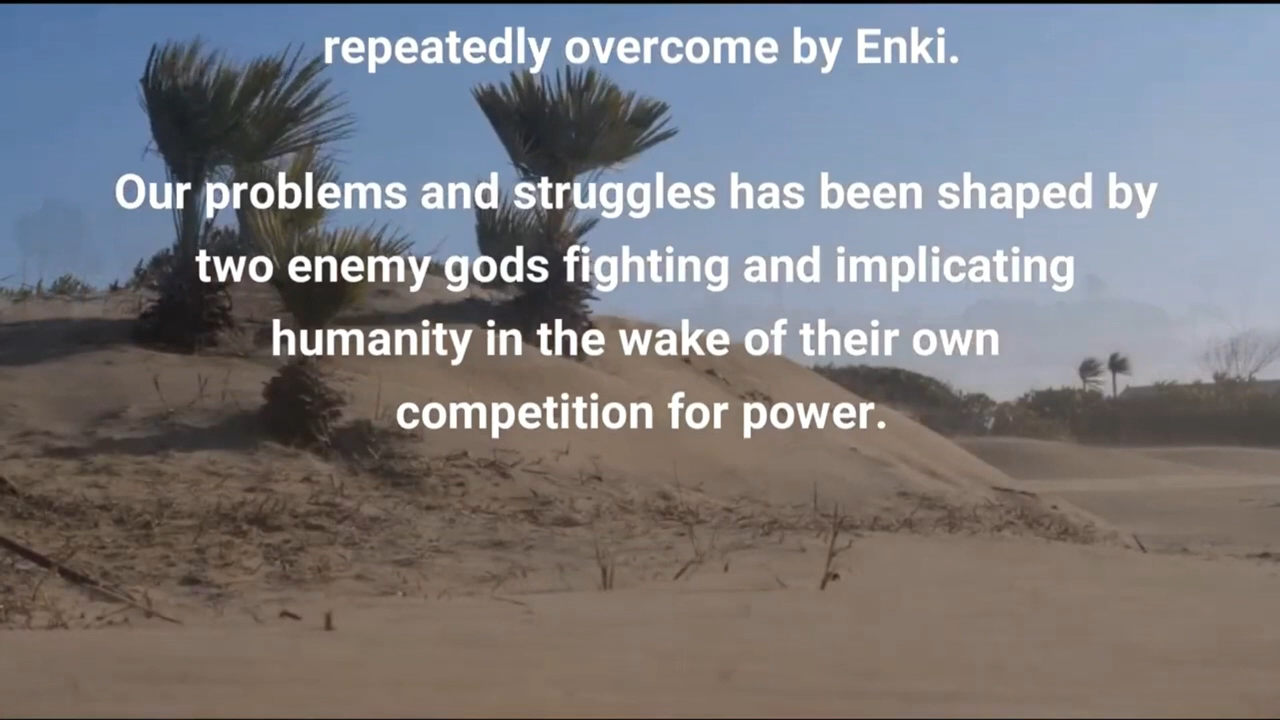 repeatedly overcome by Enki.
Our problems and struggles has been shaped by
two enemy gods fighting and implicating
humanity in the wake of their own
competition for power.